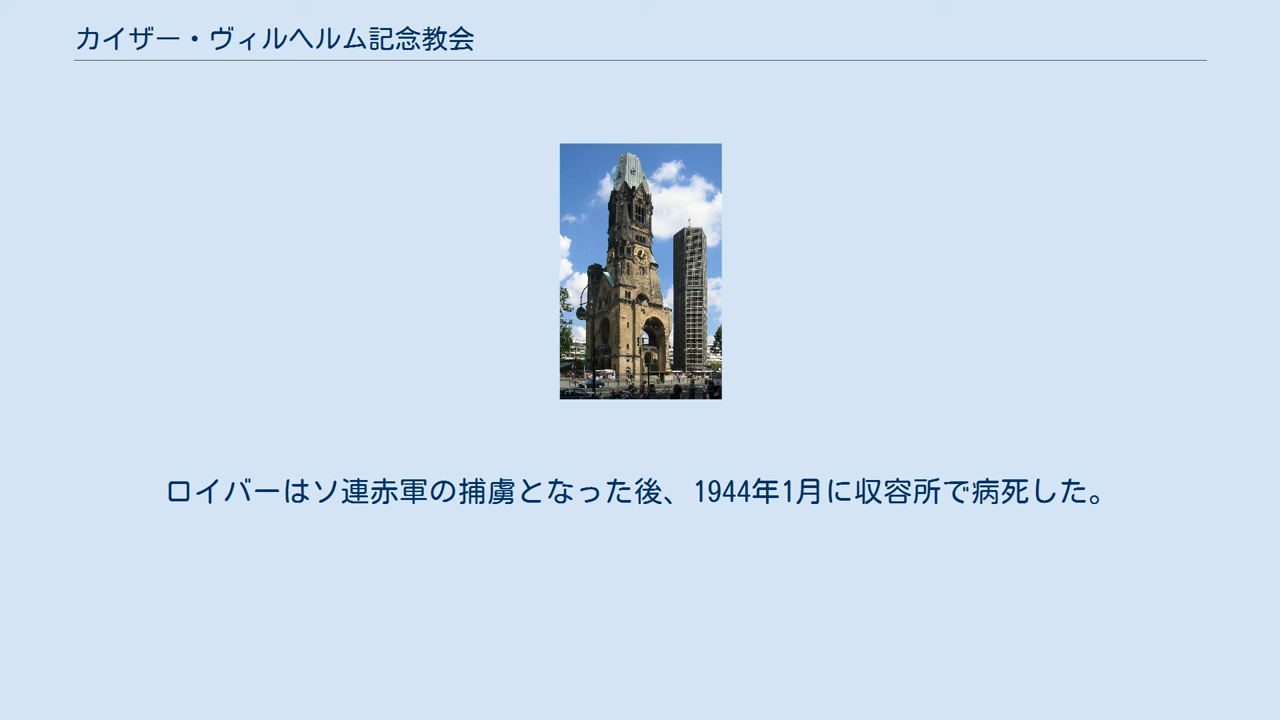 カイザー・ヴィルヘルム記念教会
ロイバーはソ連赤軍の捕虜となった後、1944年1月に収容所で病死した。